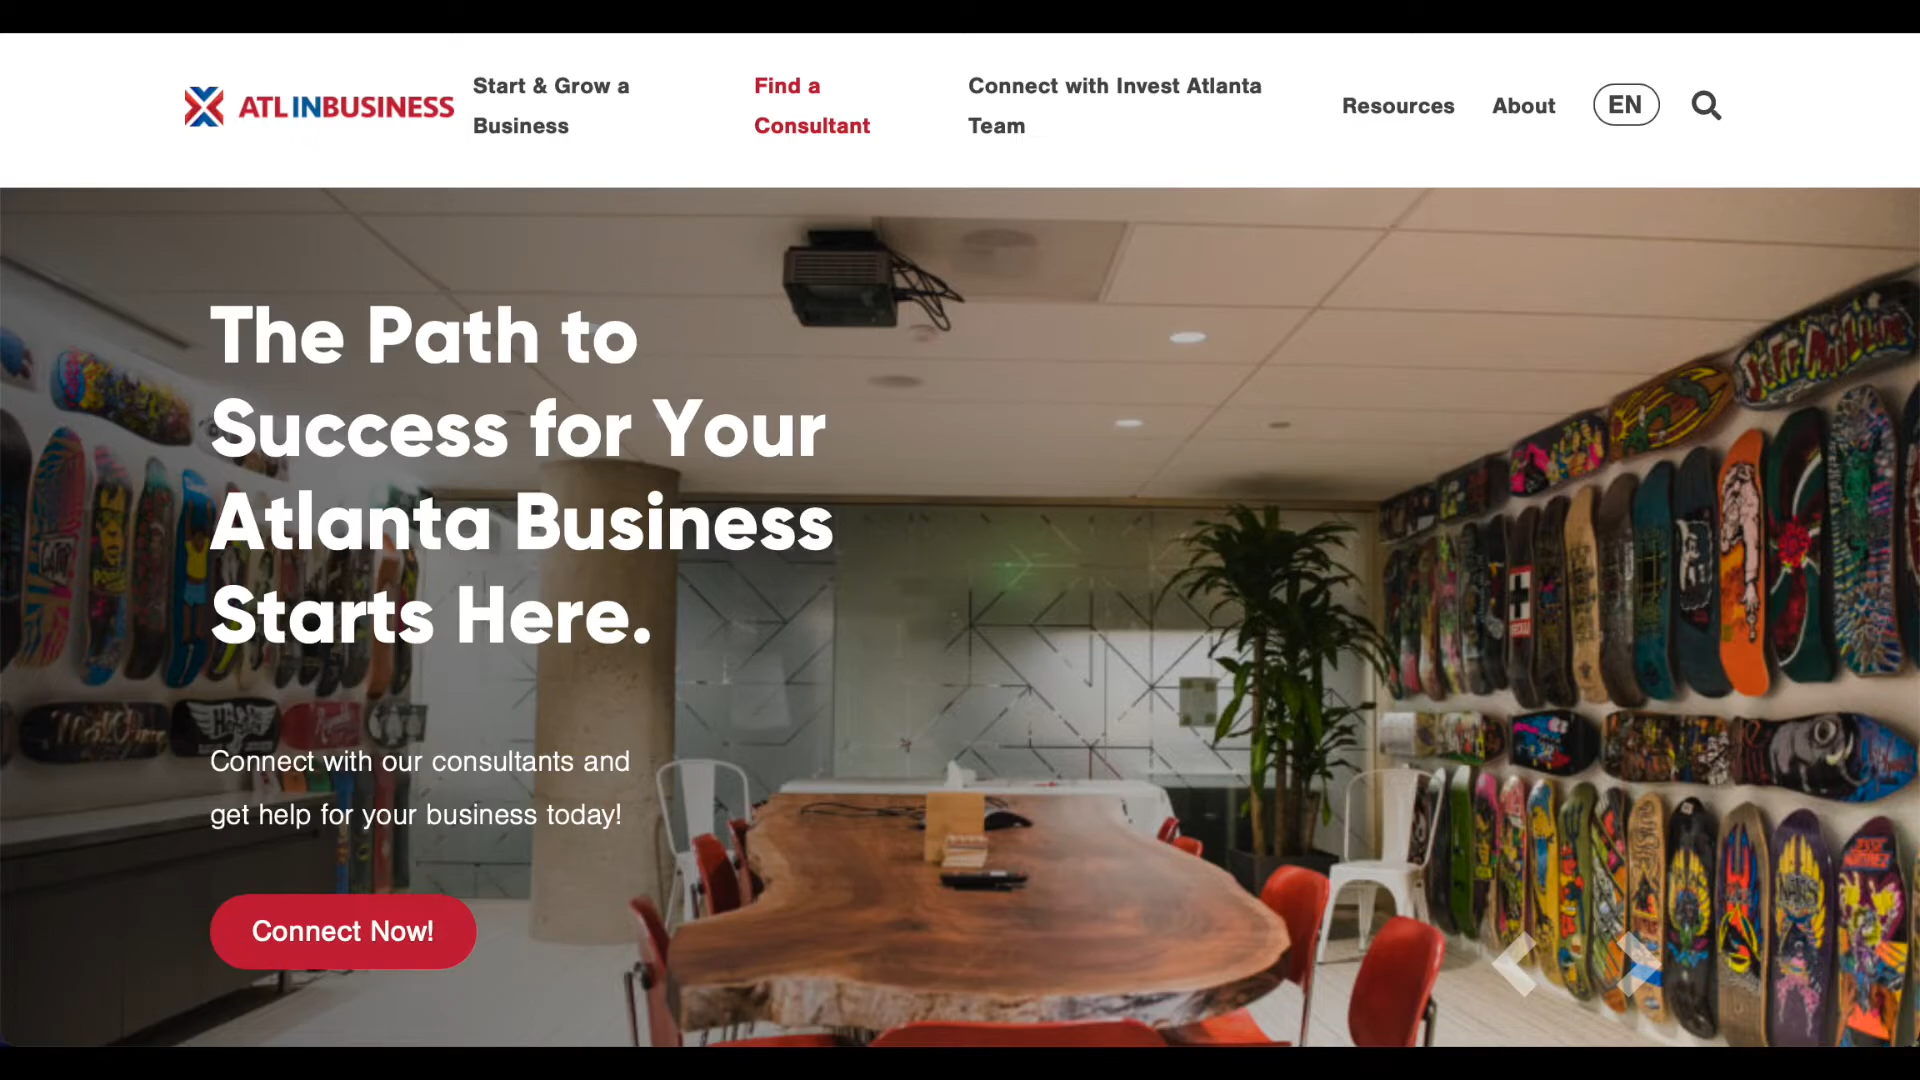 ATLINBUSINESS
Start & Grow a
Business
Find a
Consultant
Connect with Invest Atlanta
Team
Resources
About
EN
The Path to
Success for Your
Atlanta Business
Starts Here.
Connect with our consultants and
get help for your business today!
Connect Now!
JEFF